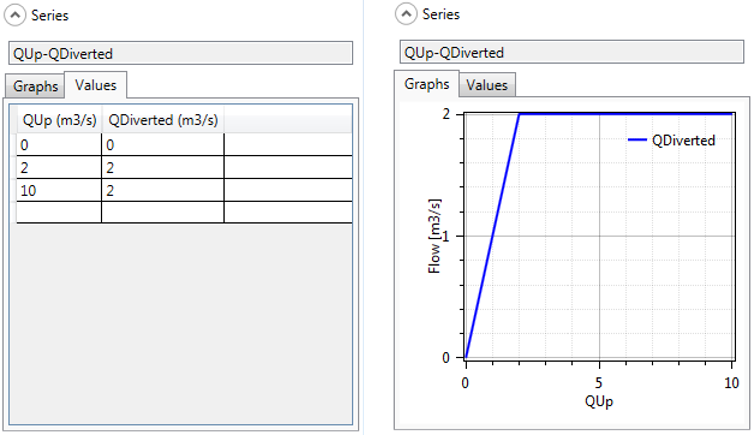 Series
QUp-QDiverted
Graphs Values
QUp (m3/s) QDiverted (m3/s)
0 0
2 2
10 2
Series
QUp-QDiverted
Graphs Values
2
QDiverted
Flow [m3/s]
1
0
0 5 10
QUp